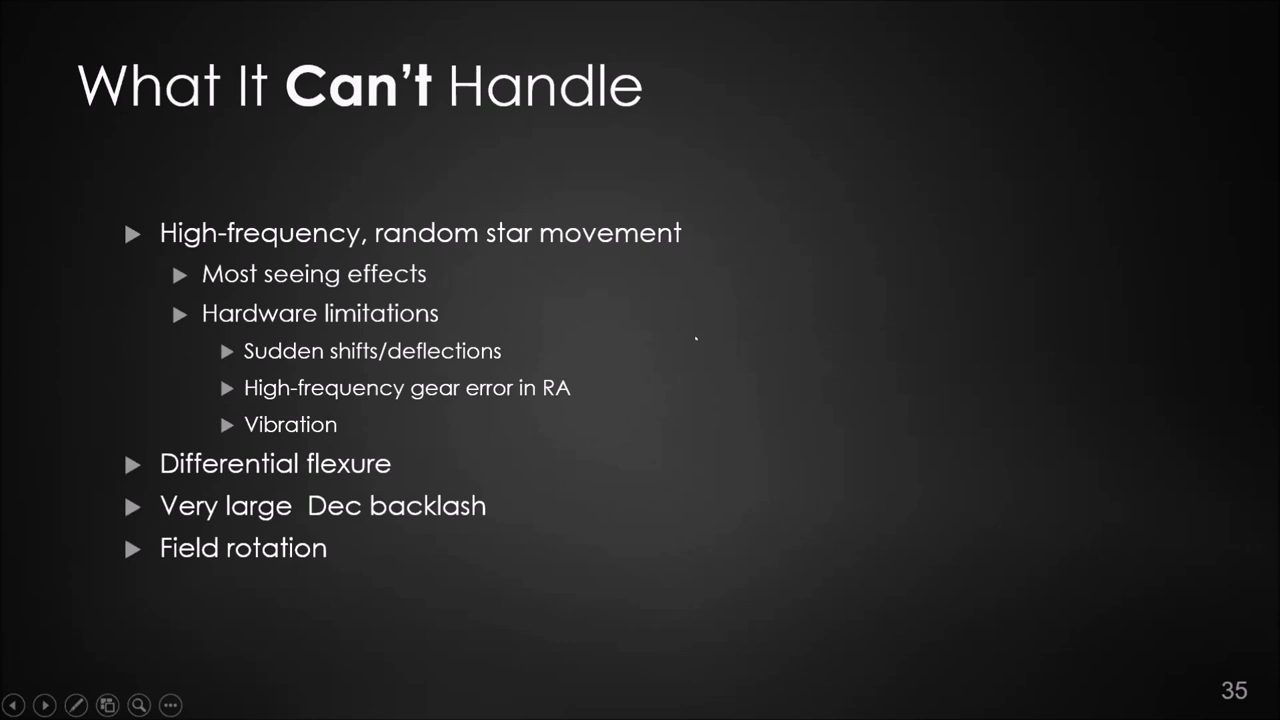 What It Can't Handle
High-frequency, random star movement
Most seeing effects
Hardware limitations
Sudden shifts/deflections
High-frequency gear error in RA
Vibration
Differential flexure
Very large  Dec backlash
Field rotation
35